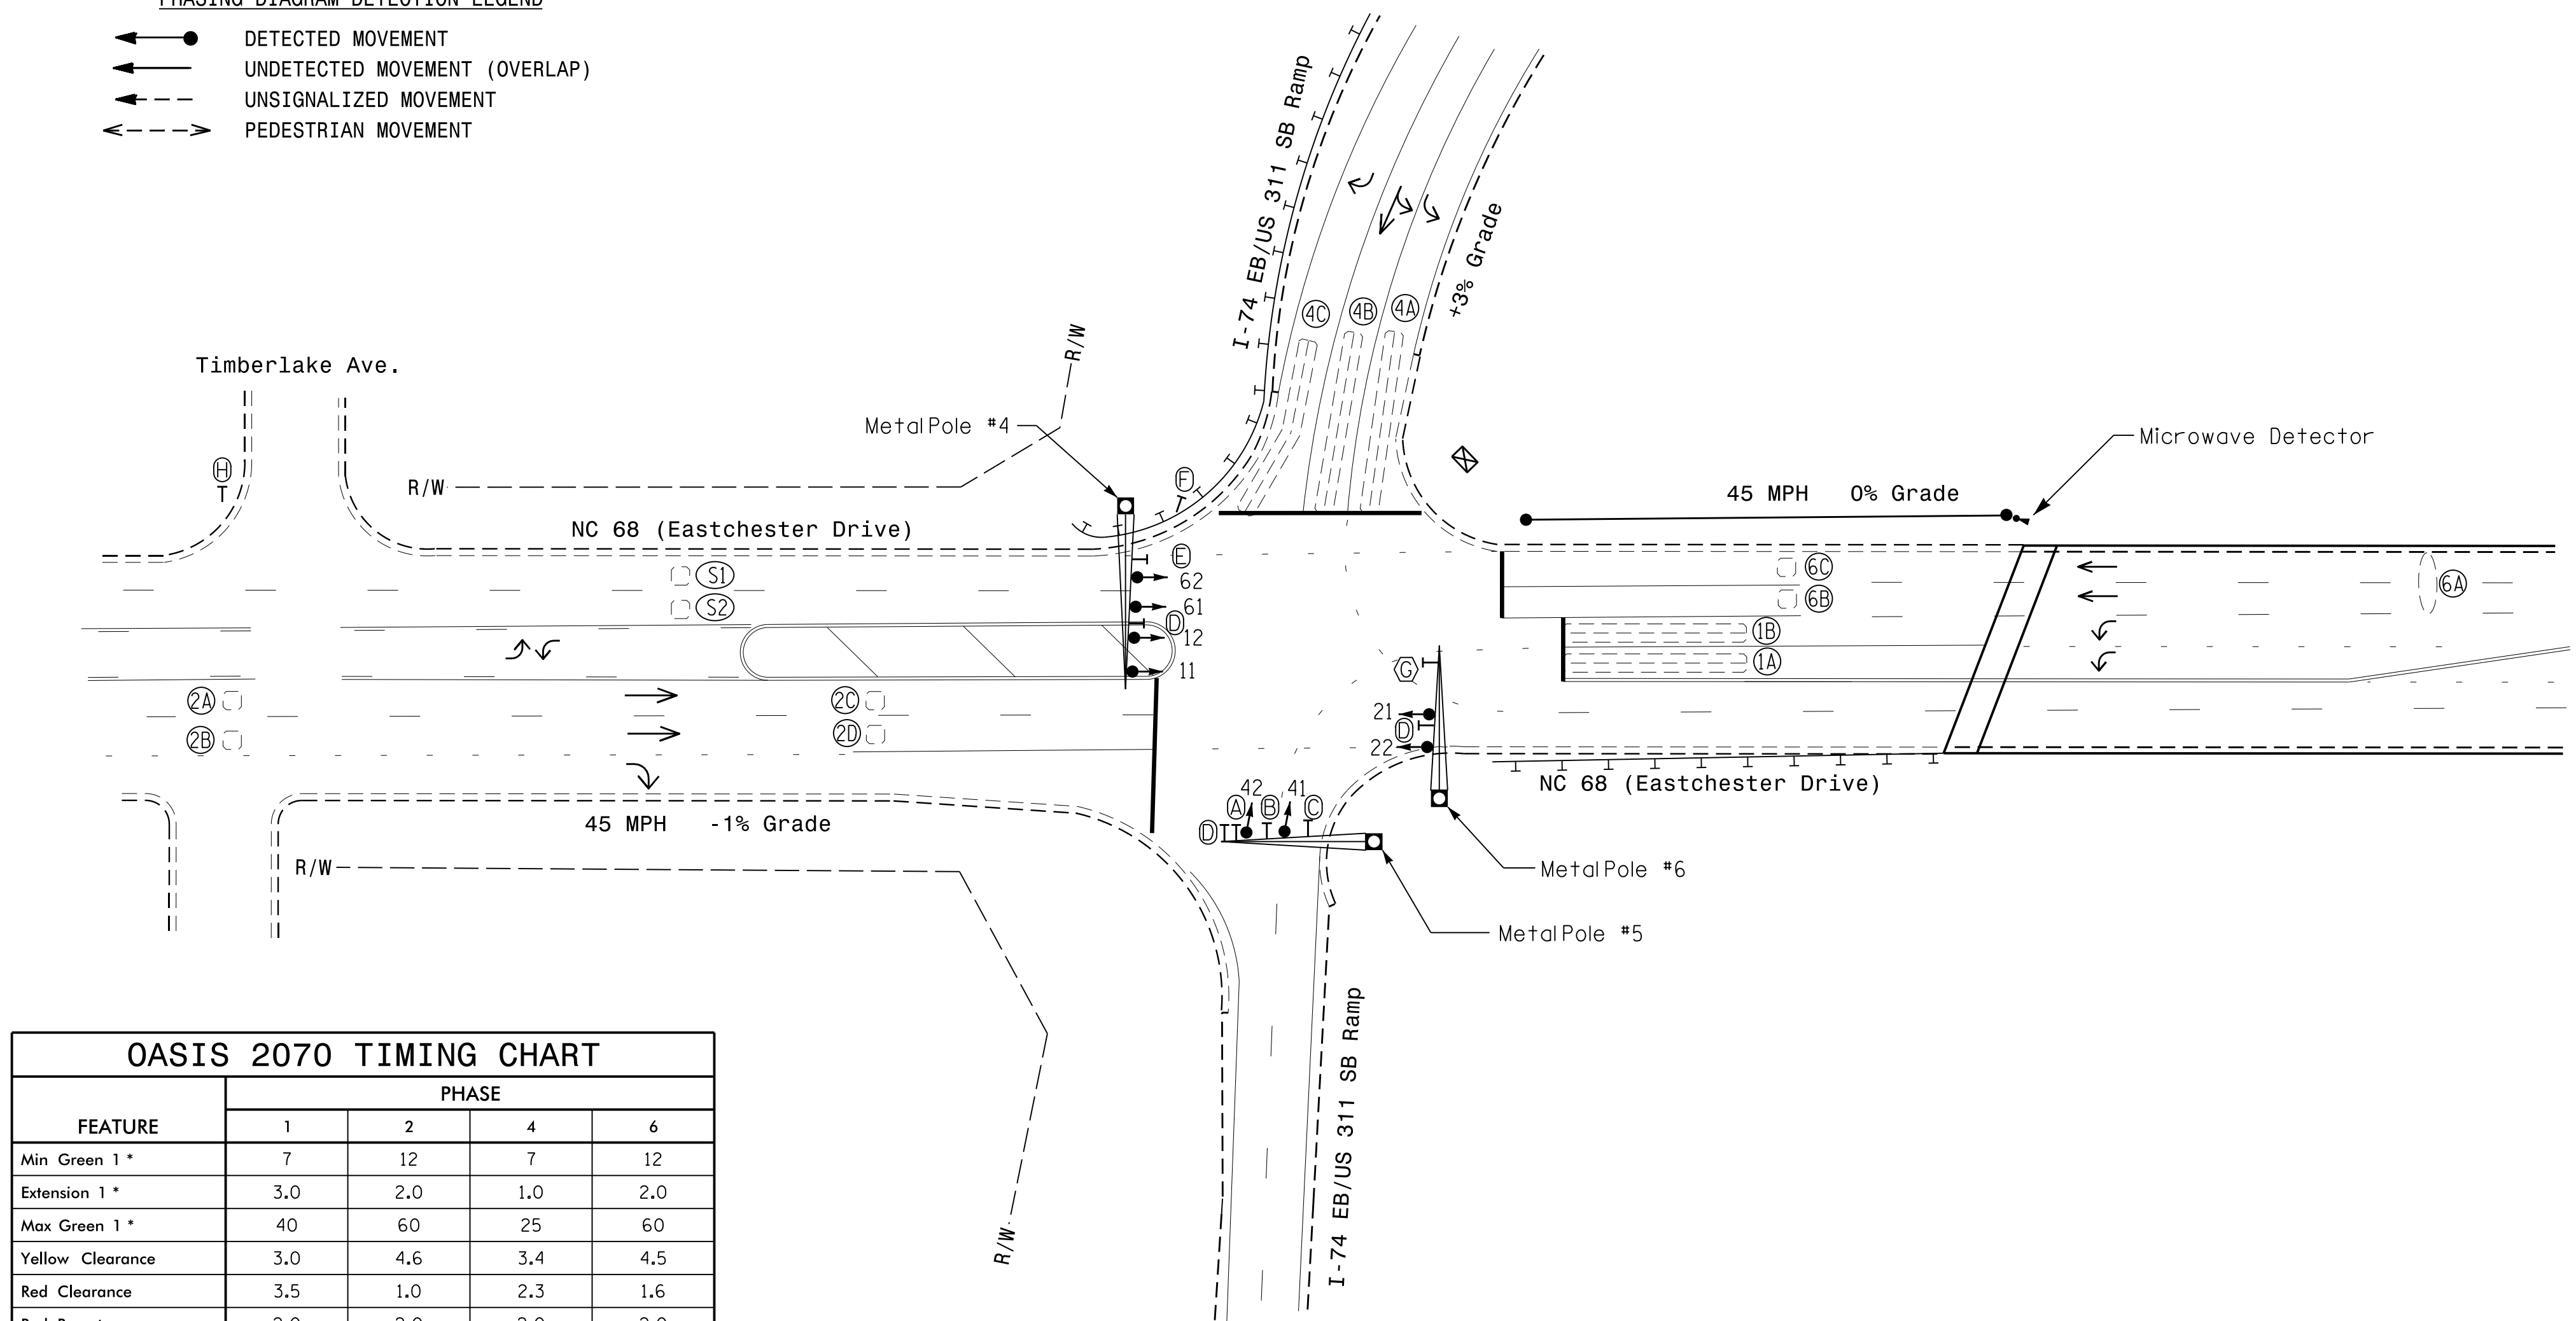 PHASING DIAGRAM DETECTION LEGEND
DETECTED MOVEMENT
UNDETECTED MOVEMENT (OVERLAP)
UNSIGNALIZED MOVEMENT
PEDESTRIAN MOVEMENT
I-74 EB/US 311 SB Ramp
+3% Grade
4C
4B
4A
R/W
Timberlake Ave.
Metal Pole #4
Microwave Detector
H
R/W
F
45 MPH 0% Grade
NC 68 (Eastchester Drive)
E
S1
62
6C
6A
S2
61
6B
D
12
1B
G
1A
11
2A
2C
21
2B
2D
D
22
NC 68 (Eastchester Drive)
45 MPH -1% Grade
42
41
A
B
C
D
R/W
Metal Pole #6
Metal Pole #5
R/W
I-74 EB/US 311 SB Ramp
OASIS 2070 TIMING CHART
PHASE
FEATURE 1 2 4 6
Min Green 1 * 7 12 7 12
Extension 1 * 3.0 2.0 1.0 2.0
Max Green 1 * 40 60 25 60
Yellow Clearance 3.0 4.6 3.4 4.5
Red Clearance 3.5 1.0 2.3 1.6